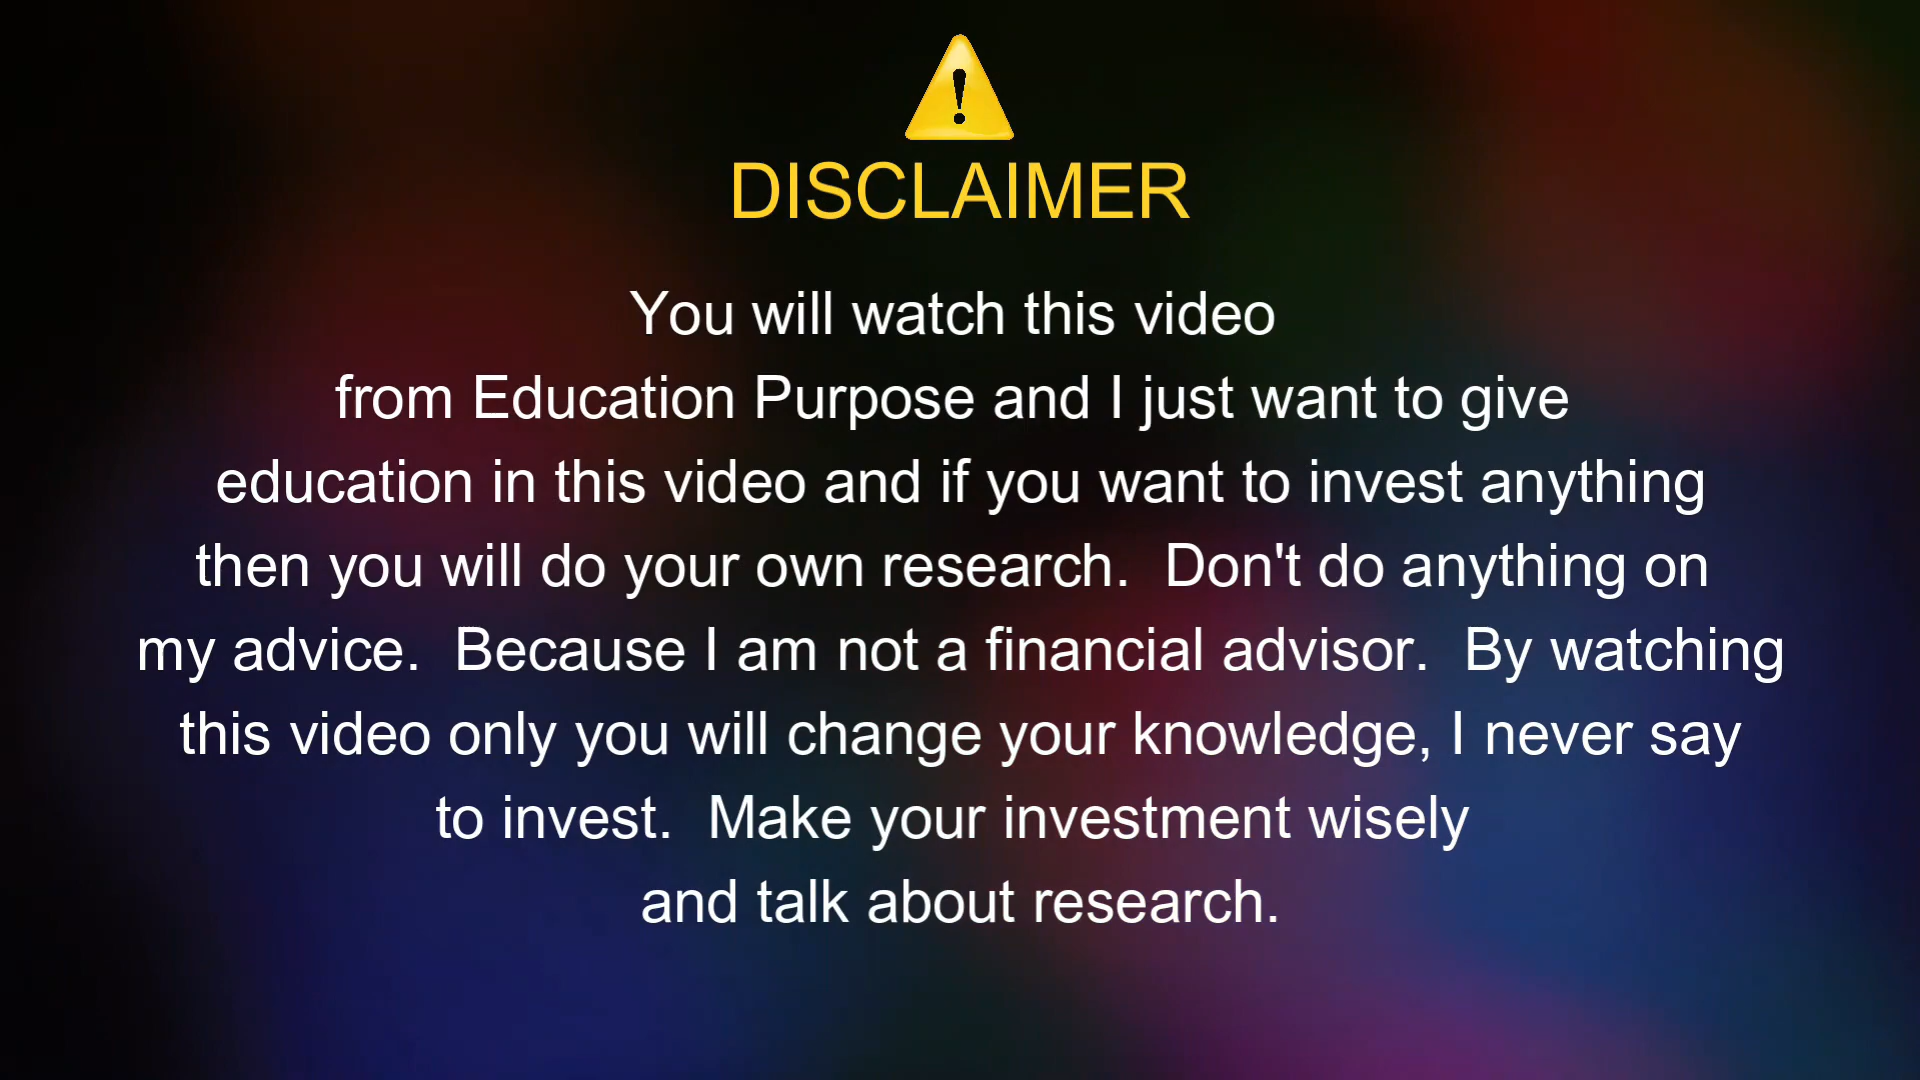 DISCLAIMER
You will watch this video
from Education Purpose and I just want to give
education in this video and if you want to invest anything
then you will do your own research.  Don't do anything on
my advice.  Because I am not a financial advisor.  By watching
this video only you will change your knowledge, I never say
to invest.  Make your investment wisely
and talk about research.